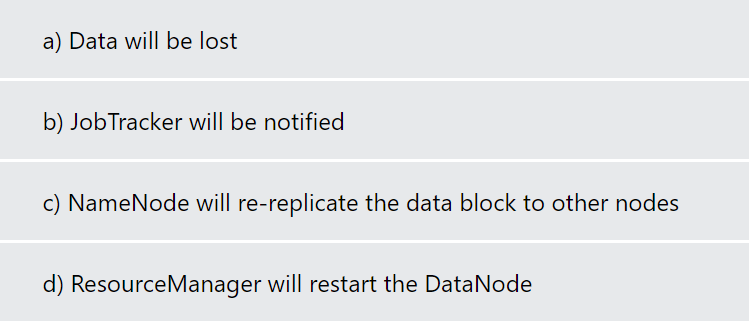 a) Data will be lost
b) JobTracker will be notified
c) NameNode will re-replicate the data block to other nodes
d) ResourceManager will restart the DataNode